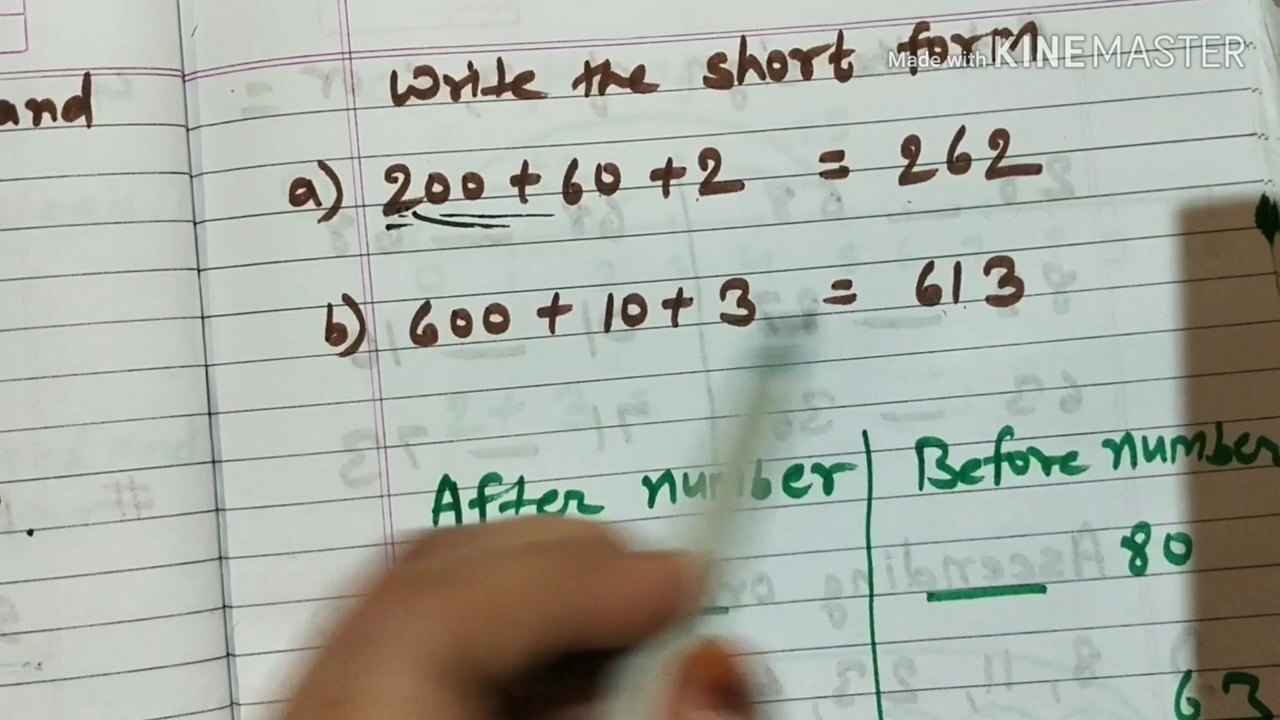 and
Write the short form
Made with KINEMASTER
a) 200 + 60 + 2 = 262
b) 600 + 10 + 3 = 613
After number
Before number
80
63